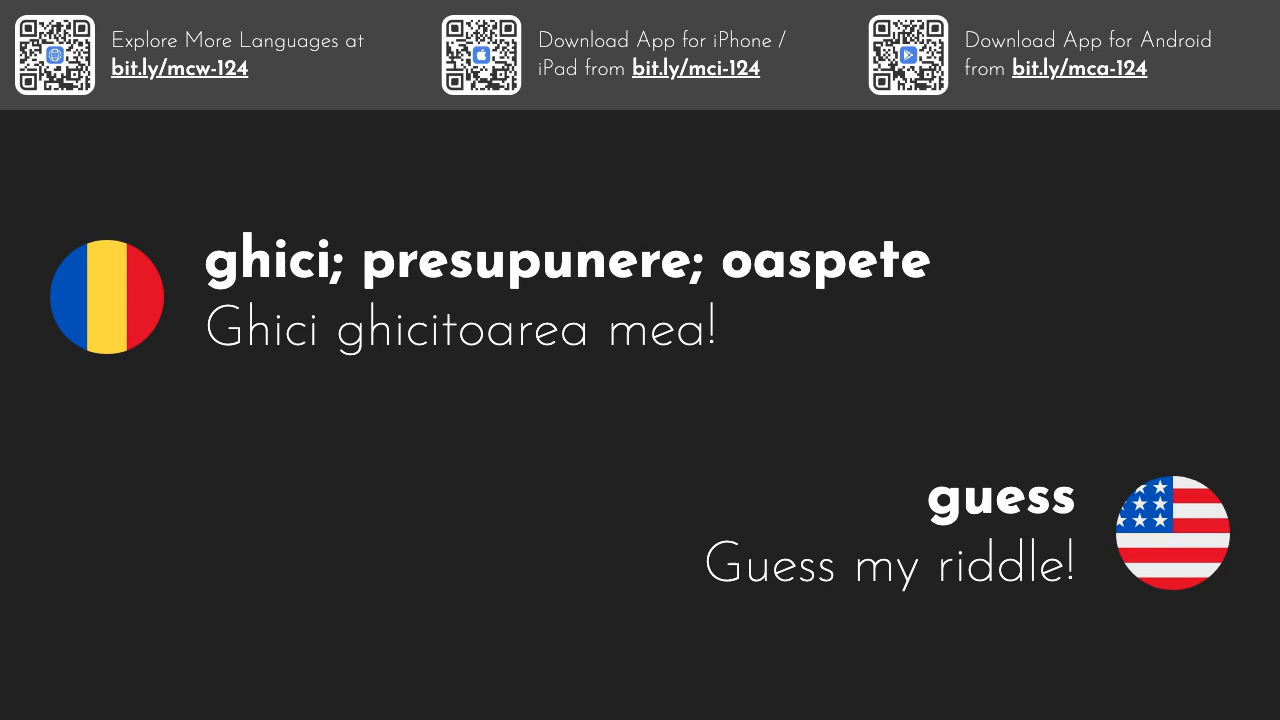 Explore More Languages at
bit.ly/mcw-124
Download App for iPhone /
iPad from bit.ly/mci-124
Download App for Android
from bit.ly/mca-124
ghici; presupunere; oaspete
Ghici ghicitoarea mea!
guess
Guess my riddle!